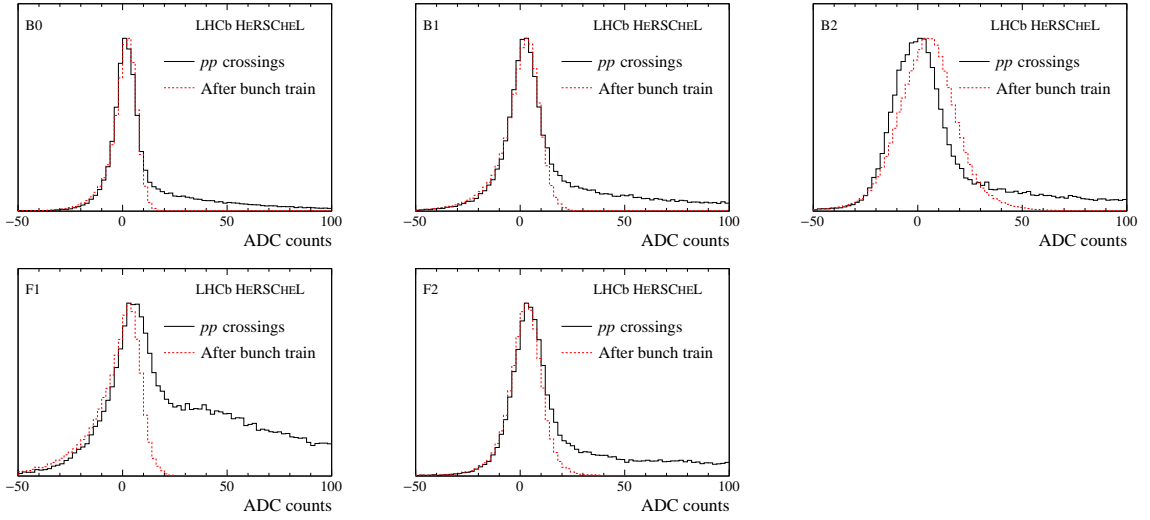 B0 LHCb HERSCHEL
pp crossings
After bunch train
−50 0 50 100
ADC counts
B1 LHCb HERSCHEL
pp crossings
After bunch train
−50 0 50 100
ADC counts
B2 LHCb HERSCHEL
pp crossings
After bunch train
−50 0 50 100
ADC counts
F1 LHCb HERSCHEL
pp crossings
After bunch train
−50 0 50 100
ADC counts
F2 LHCb HERSCHEL
pp crossings
After bunch train
−50 0 50 100
ADC counts